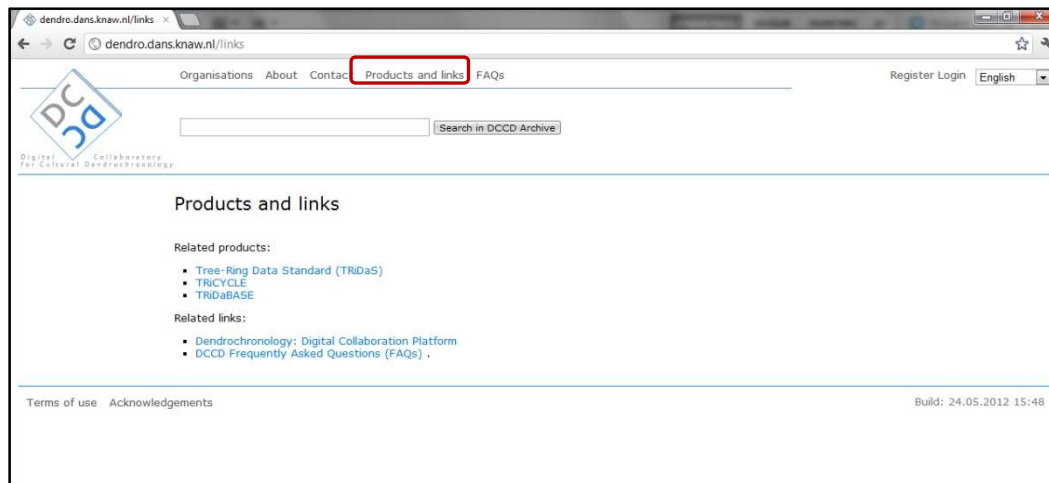 dendro.dans.knaw.nl/links
dendro.dans.knaw.nl/links
Organisations About Contact Products and links FAQs Register Login English
Search in DCCD Archive
DC
CD
Digital Collaboratory
for Cultural Dendrochronology
Products and links
Related products:
Tree-Ring Data Standard (TRiDaS)
TRiCYCLE
TRiDaBASE
Related links:
Dendrochronology: Digital Collaboration Platform
DCCD Frequently Asked Questions (FAQs) .
Terms of use Acknowledgements Build: 24.05.2012 15:48